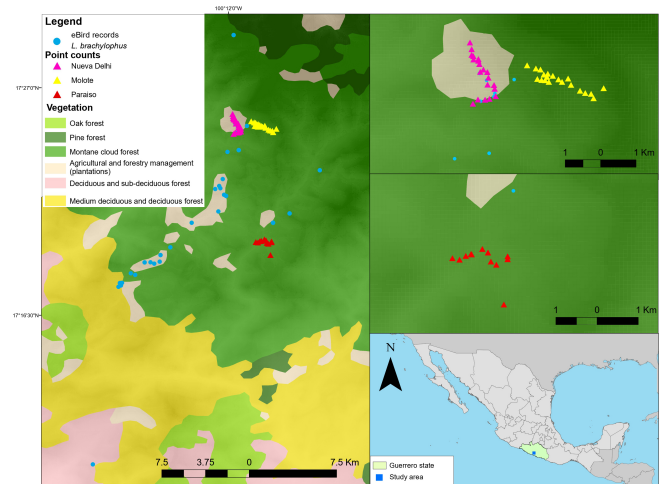 100°12'0"W
Legend
eBird records
L. brachylophus
Point counts
Nueva Delhi
Molote
Paraiso
Vegetation
Oak forest
Pine forest
Montane cloud forest
Agricultural and forestry management
(plantations)
Deciduous and sub-deciduous forest
Medium deciduous and deciduous forest
17°27'0"N
17°16'30"N
7.5 3.75 0 7.5 Km
1 0 1 Km
1 0 1 Km
N
Guerrero state
Study area